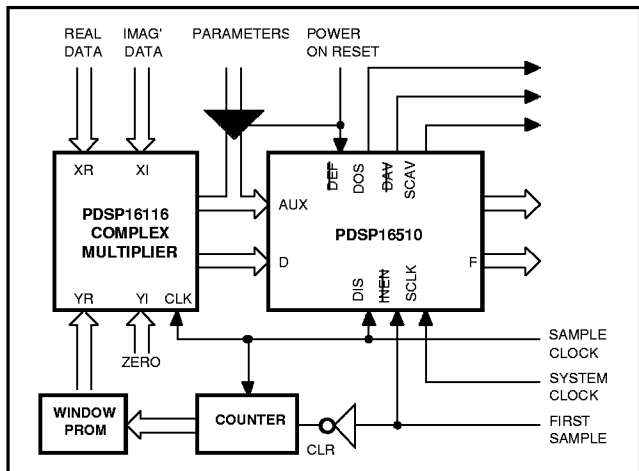 REAL DATA
IMAG' DATA
PARAMETERS
POWER ON RESET
XR
XI
DEF
DOS
DAV
SCAV
PDSP16116
COMPLEX
MULTIPLIER
AUX
PDSP16510
D
F
YR
YI
CLK
DIS
INEN
SCLK
ZERO
SAMPLE
CLOCK
SYSTEM
CLOCK
WINDOW
PROM
COUNTER
CLR
FIRST
SAMPLE